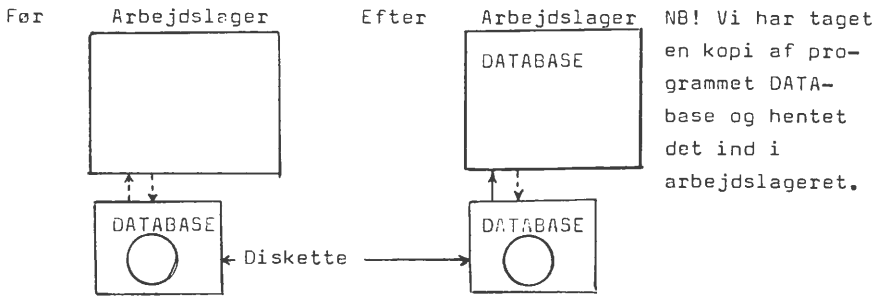 Før Arbejdslager Efter Arbejdslager
NB! Vi har taget
en kopi af pro-
grammet DATA-
base og hentet
det ind i
arbejdslageret.
DATABASE
DATABASE
DATABASE
Diskette